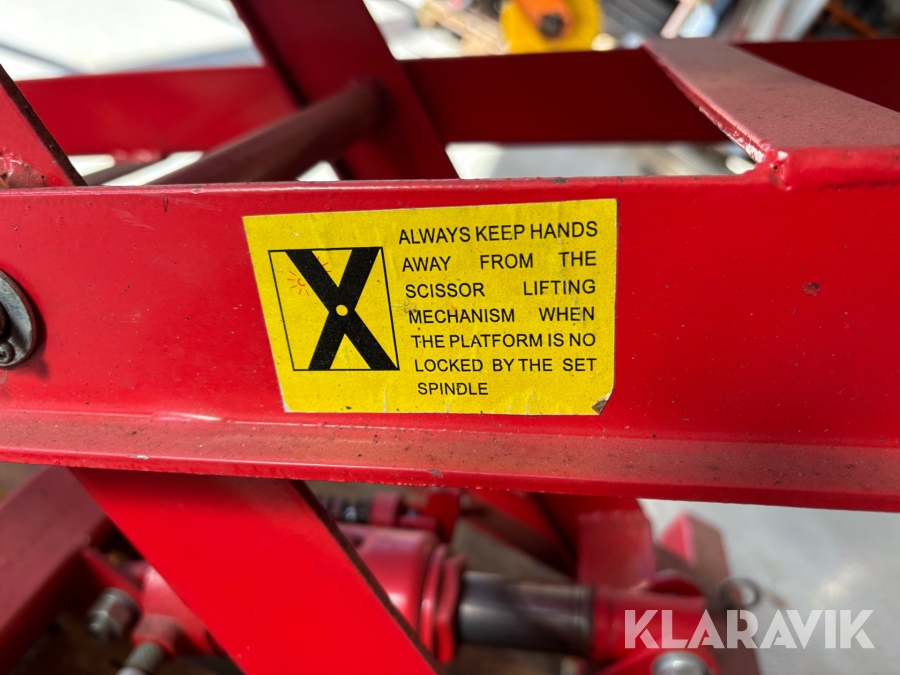 ALWAYS KEEP HANDS
AWAY FROM THE
SCISSOR LIFTING
MECHANISM WHEN
THE PLATFORM IS NO
LOCKED BY THE SET
SPINDLE
KLARAVIK